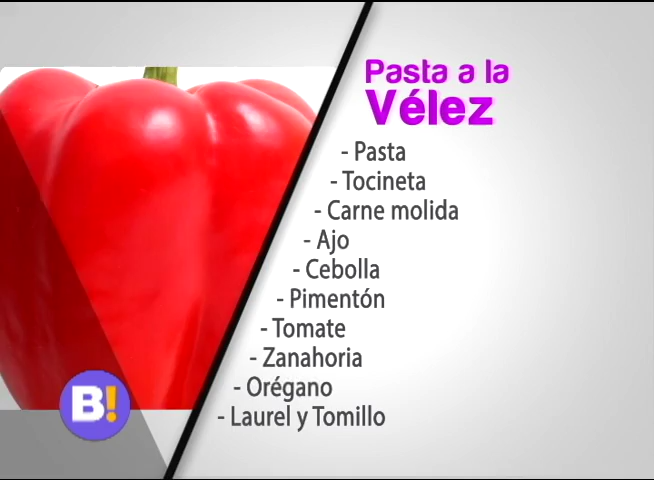 Pasta a la
Vélez
- Pasta
- Tocineta
- Carne molida
- Ajo
- Cebolla
- Pimentón
- Tomate
- Zanahoria
- Orégano
- Laurel y Tomillo
B!